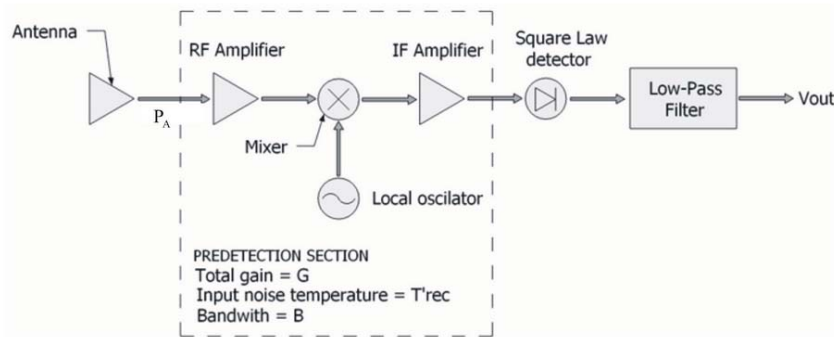 Antenna
RF Amplifier
IF Amplifier
Square Law
detector
Low-Pass
Filter
Vout
P_A
Mixer
Local oscilator
PREDETECTION SECTION
Total gain = G
Input noise temperature = T'rec
Bandwith = B